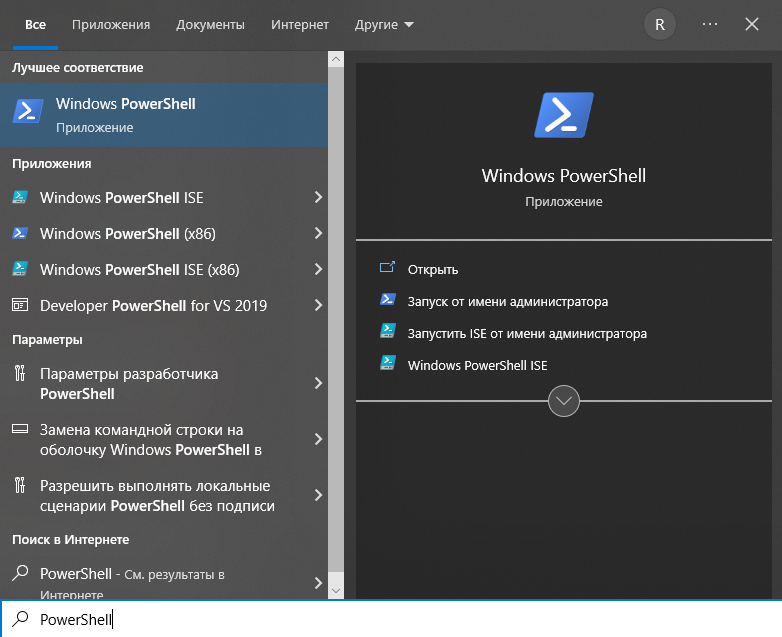 Все Приложения Документы Интернет Другие R ...
Лучшее соответствие
Windows PowerShell
Приложение
Приложения
Windows PowerShell ISE
Windows PowerShell (x86)
Windows PowerShell ISE (x86)
Developer PowerShell for VS 2019
Параметры
Параметры разработчика
PowerShell
Замена командной строки на
оболочку Windows PowerShell в
Разрешить выполнять локальные
сценарии PowerShell без подписи
Поиск в Интернете
PowerShell - См. результаты в
Интернете
PowerShell
Windows PowerShell
Приложение
Открыть
Запуск от имени администратора
Запустить ISE от имени администратора
Windows PowerShell ISE